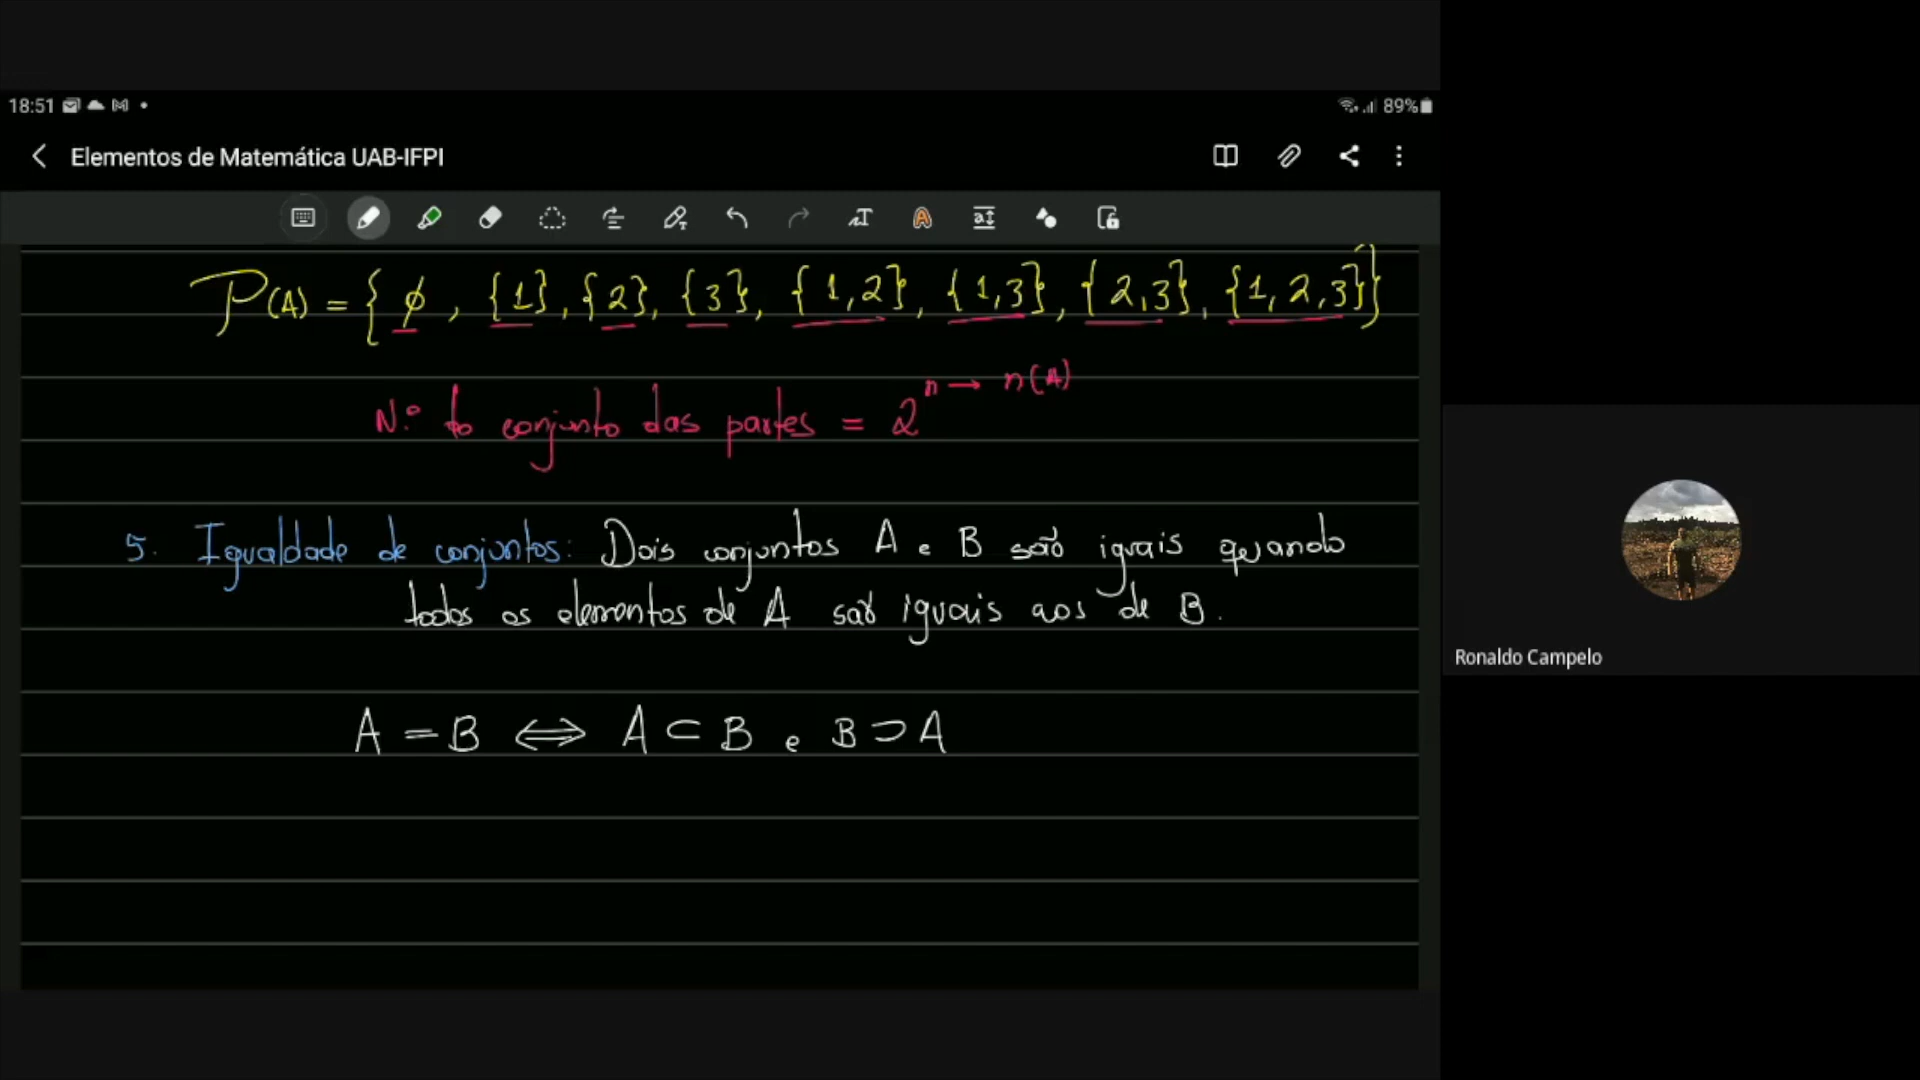 18:51
89%
Elementos de Matemática UAB-IFPI
P(A) = { ∅ , {1}, {2}, {3}, {1,2}, {1,3}, {2,3}, {1,2,3}}
N.º do conjunto das partes = 2^n → n(A)
5. Igualdade de conjuntos: Dois conjuntos A e B são iguais quando
todos os elementos de A são iguais aos de B.
A = B ⟺ A ⊂ B e B ⊃ A
Ronaldo Campelo